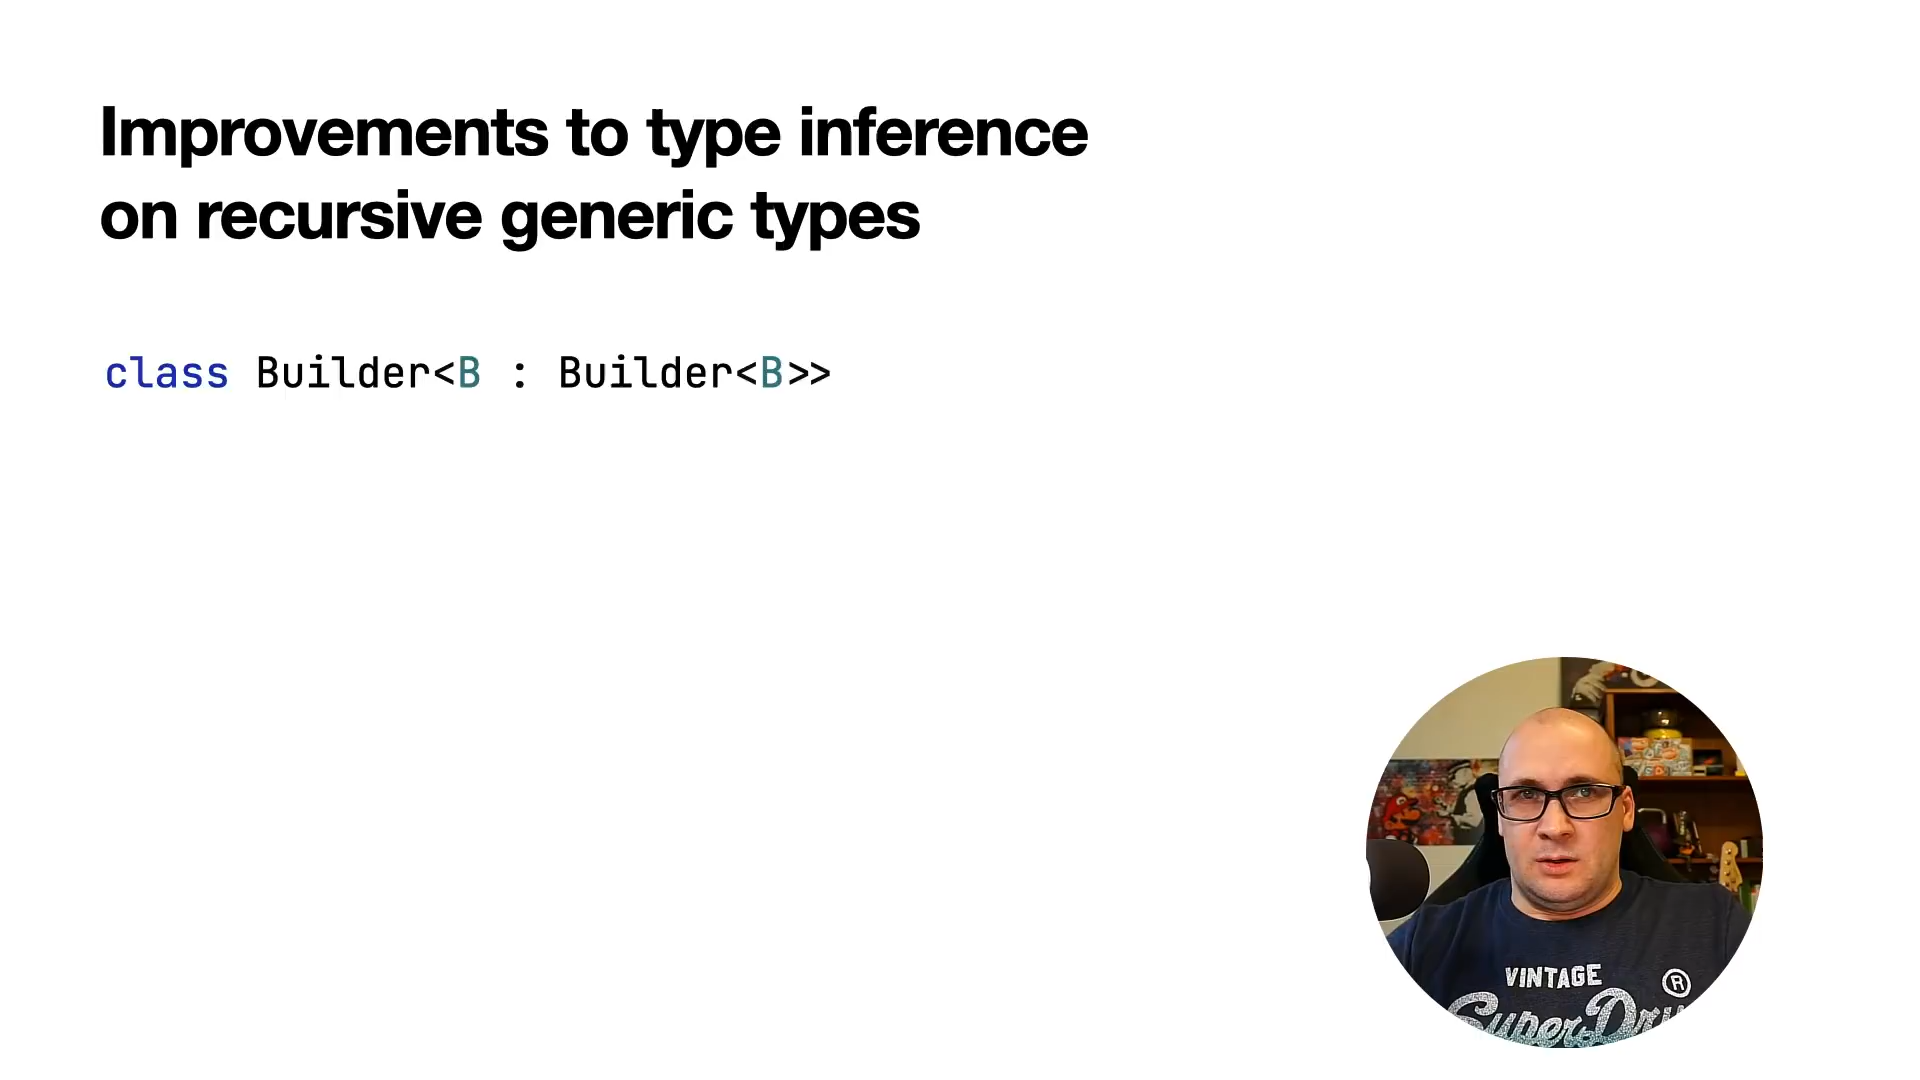 Improvements to type inference
on recursive generic types
class Builder<B : Builder<B>>
VINTAGE
®